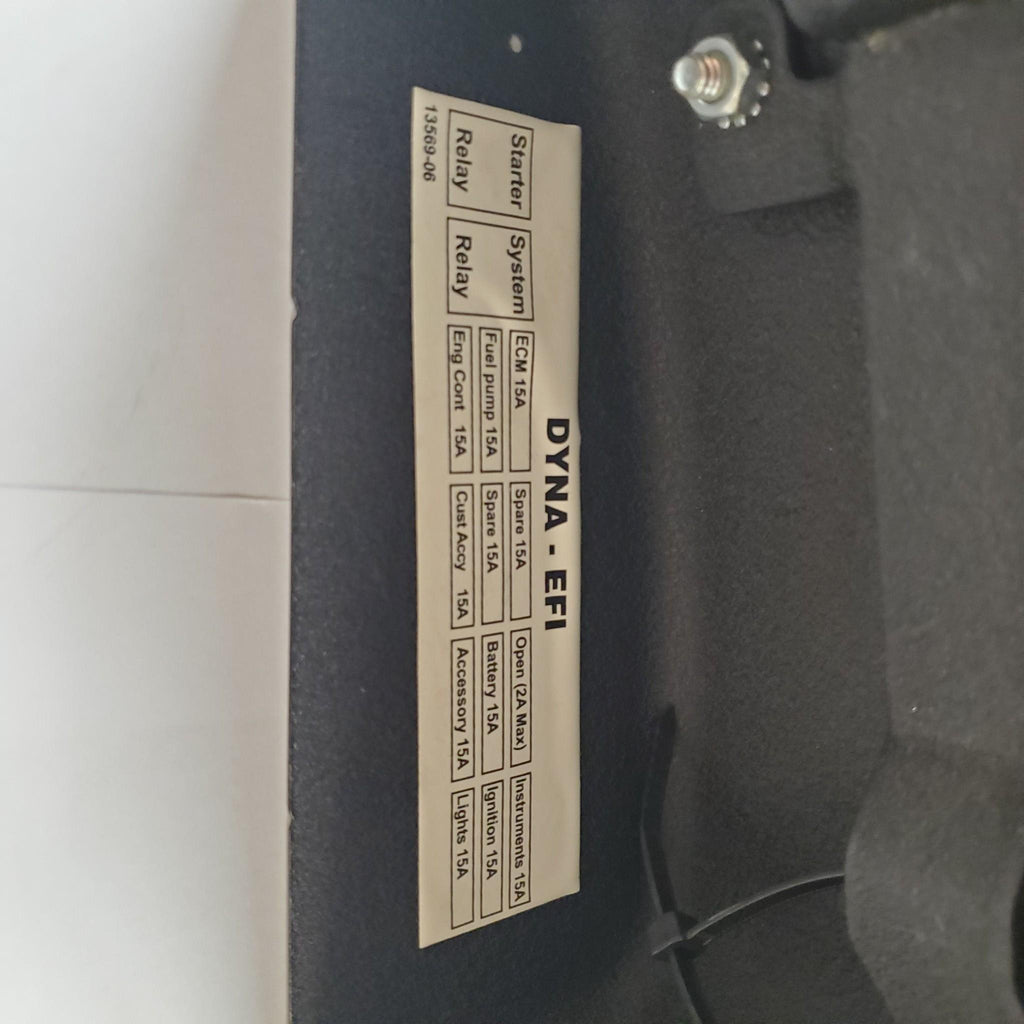 DYNA - EFI
Starter Relay
System Relay
ECM 15A
Spare 15A
Open (2A Max)
Instruments 15A
Fuel pump 15A
Spare 15A
Battery 15A
Ignition 15A
Eng Cont 15A
Cust Accy 15A
Accessory 15A
Lights 15A
13569-06